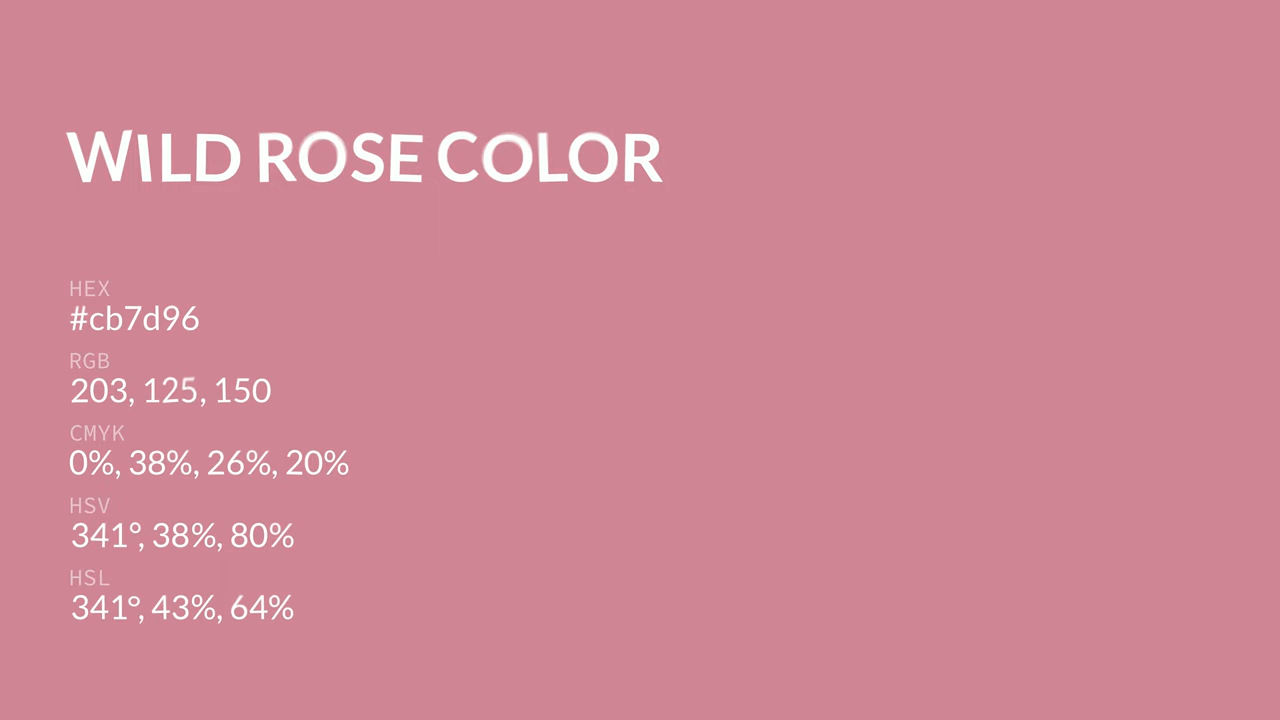 WILD ROSE COLOR
HEX
#cb7d96
RGB
203, 125, 150
CMYK
0%, 38%, 26%, 20%
HSV
341°, 38%, 80%
HSL
341°, 43%, 64%